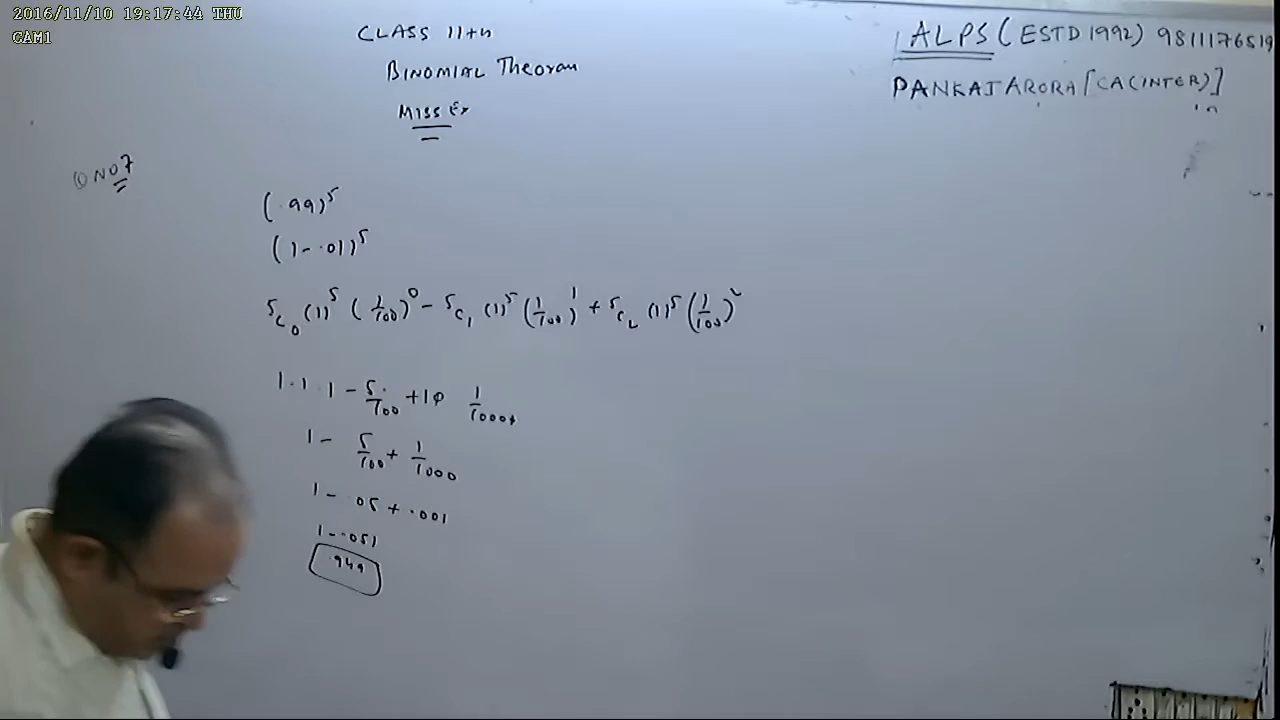 2016/11/10 19:17:44 THU
CAM1
CLASS 11th
BINOMIAL Theoram
MISS Ex
ALPS (ESTD 1992) 9811176519
PANKAJ ARORA [CA(INTER)]
Q NO 7
(.99)⁵
(1-.01)⁵
⁵C₀ (1)⁵ (1/100)⁰ - ⁵C₁ (1)⁵ (1/100)¹ + ⁵C₂ (1)⁵ (1/100)²
1.1.1 - 5/100 + 10 1/10000
1 - 5/100 + 1/1000
1 - .05 + .001
1 - .051
.949